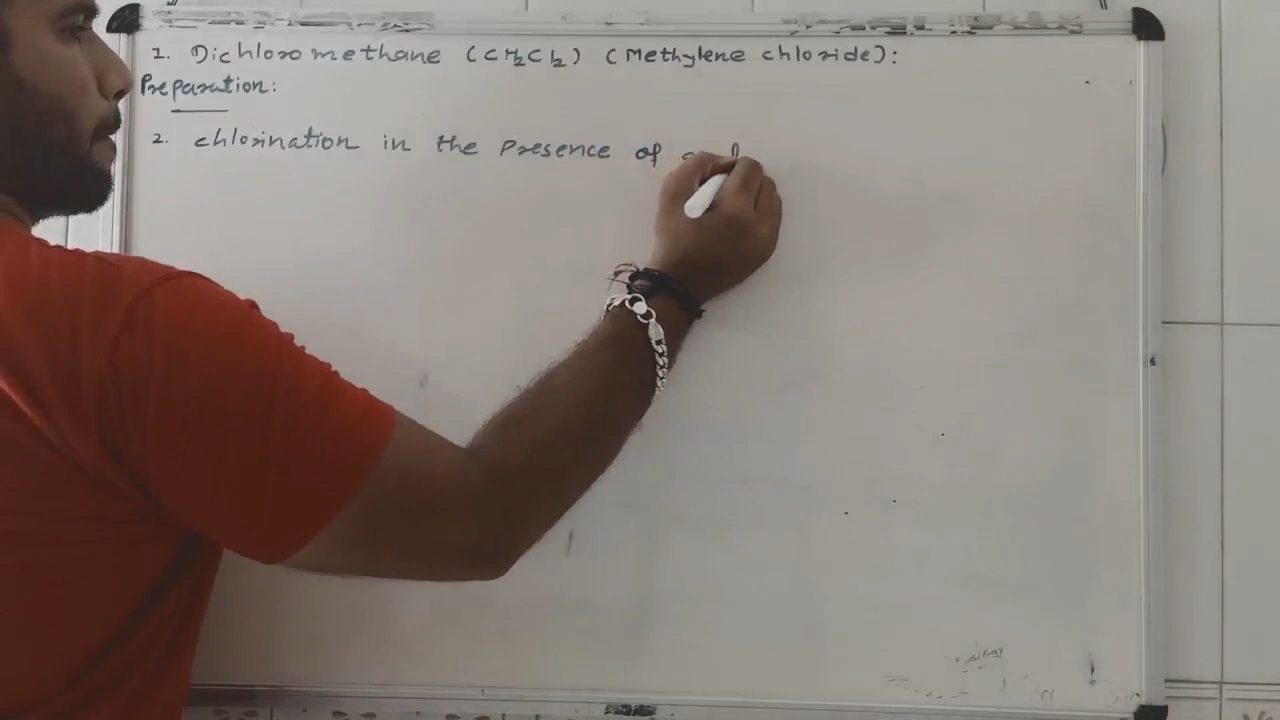 1. Dichloromethane (CH₂Cl₂) (Methylene chloride):
Preparation:
2. chlorination in the presence of